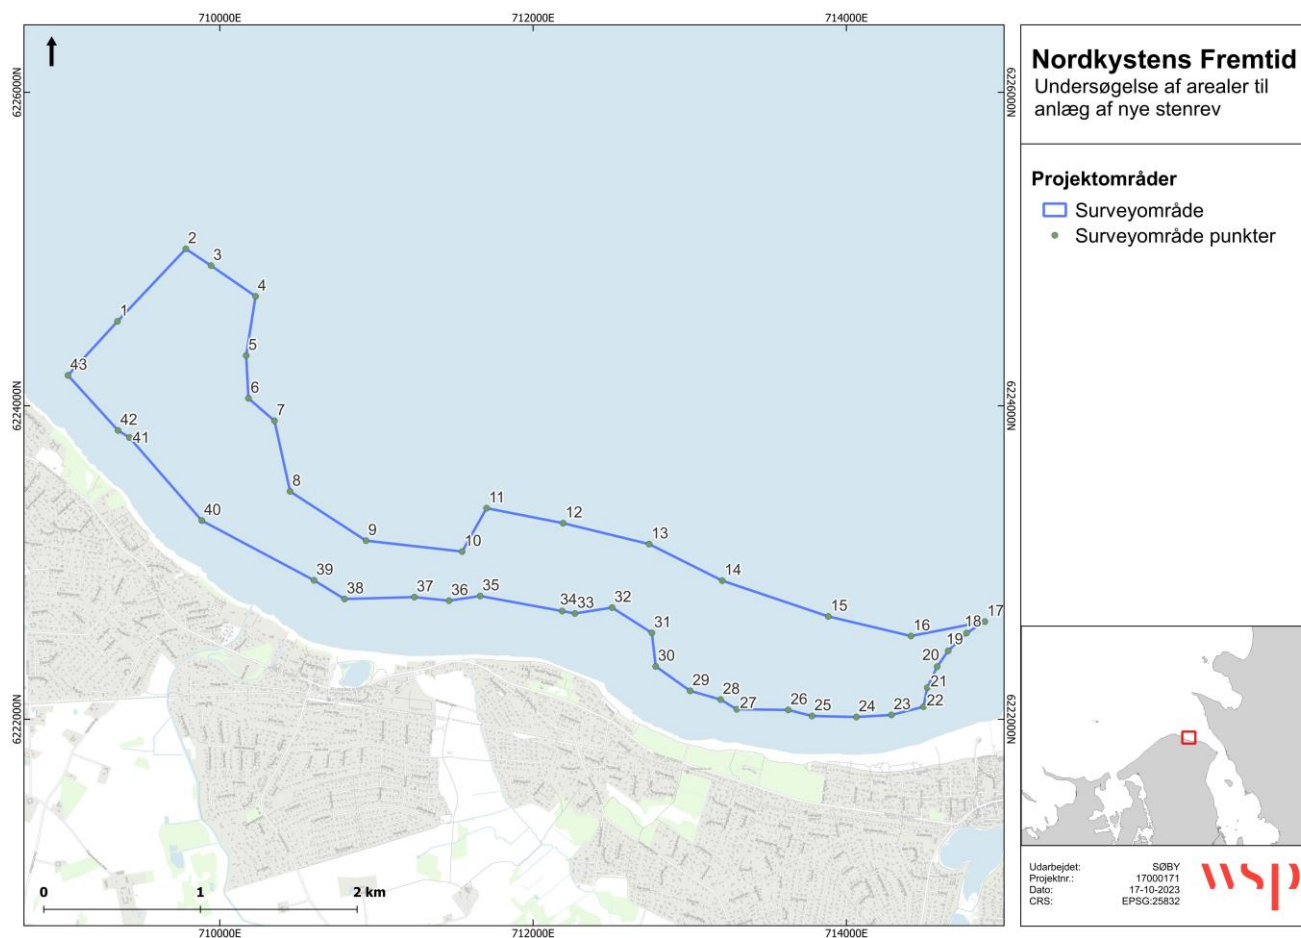 710000E
712000E
714000E
6226000N
6224000N
6222000N
6226000N
6224000N
6222000N
2
3
4
1
5
43
6
7
42
41
8
11
40
12
9
13
10
39
14
38
37
36
35
34
33
32
15
31
16
18
17
19
30
20
29
21
28
27
26
25
24
23
22
0
1
2 km
710000E
712000E
714000E
Nordkystens Fremtid
Undersøgelse af arealer til
anlæg af nye stenrev
Projektområder
Surveyområde
Surveyområde punkter
Udarbejdet: SØBY
Projektnr.: 17000171
Dato: 17-10-2023
CRS: EPSG:25832
wsp